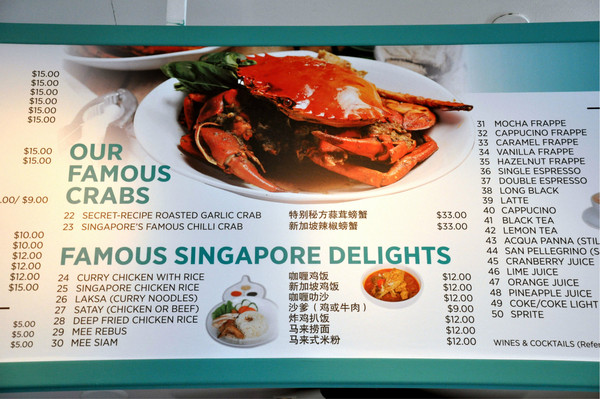 $15.00
$15.00
$15.00
$15.00
$15.00
$15.00
$15.00
.00/ $9.00
$10.00
$10.00
$12.00
$12.00
$12.00
$15.00
$5.00
$5.00
$5.00
OUR
FAMOUS
CRABS
22 SECRET-RECIPE ROASTED GARLIC CRAB 特别秘方蒜茸螃蟹 $33.00
23 SINGAPORE'S FAMOUS CHILLI CRAB 新加坡辣椒螃蟹 $33.00
FAMOUS SINGAPORE DELIGHTS
24 CURRY CHICKEN WITH RICE 咖喱鸡饭 $12.00
25 SINGAPORE CHICKEN RICE 新加坡鸡饭 $12.00
26 LAKSA (CURRY NOODLES) 咖喱叻沙 $12.00
27 SATAY (CHICKEN OR BEEF) 沙爹（鸡或牛肉） $9.00
28 DEEP FRIED CHICKEN RICE 炸鸡扒饭 $12.00
29 MEE REBUS 马来捞面 $12.00
30 MEE SIAM 马来式米粉 $12.00
31 MOCHA FRAPPE
32 CAPPUCINO FRAPPE
33 CARAMEL FRAPPE
34 VANILLA FRAPPE
35 HAZELNUT FRAPPE
36 SINGLE ESPRESSO
37 DOUBLE ESPRESSO
38 LONG BLACK
39 LATTE
40 CAPPUCINO
41 BLACK TEA
42 LEMON TEA
43 ACQUA PANNA (STIL
44 SAN PELLEGRINO (S
45 CRANBERRY JUICE
46 LIME JUICE
47 ORANGE JUICE
48 PINEAPPLE JUICE
49 COKE/COKE LIGHT
50 SPRITE
WINES & COCKTAILS (Refer